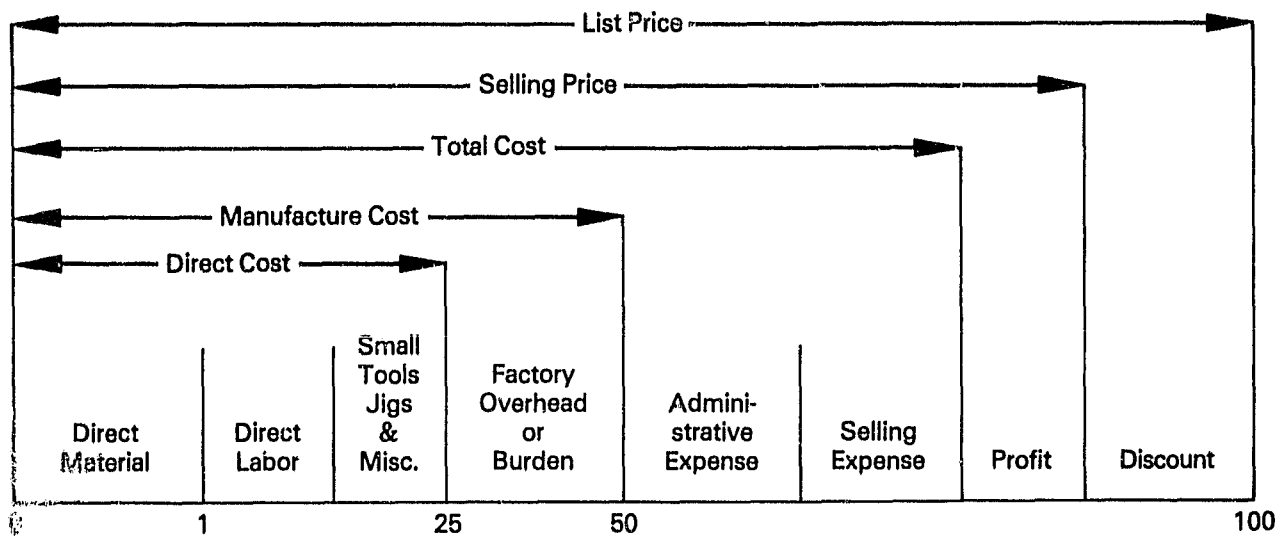 List Price
Selling Price
Total Cost
Manufacture Cost
Direct Cost
Direct
Material
Direct
Labor
Small
Tools
Jigs
&
Misc.
Factory
Overhead
or
Burden
Admini-
strative
Expense
Selling
Expense
Profit
Discount
1
25
50
100